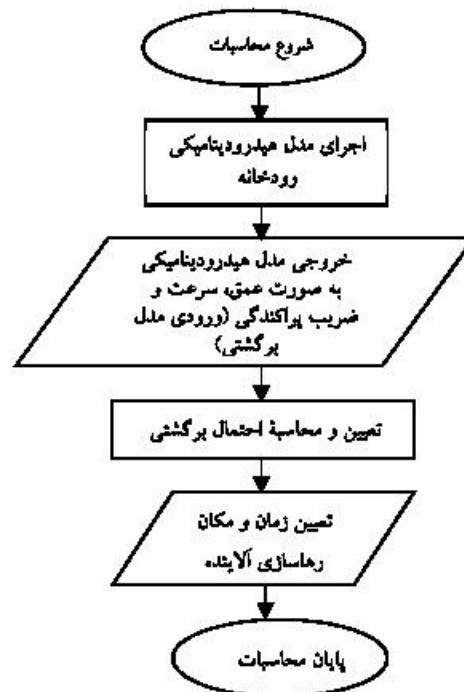 شروع محاسبات
اجرای مدل هیدرودینامیکی
رودخانه
خروجی مدل هیدرودینامیکی
به صورت عمق، سرعت و
ضریب پراکندگی (ورودی مدل
برگشتی)
تعیین و محاسبۀ احتمال برگشتی
تعیین زمان و مکان
رهاسازی آلاینده
پایان محاسبات